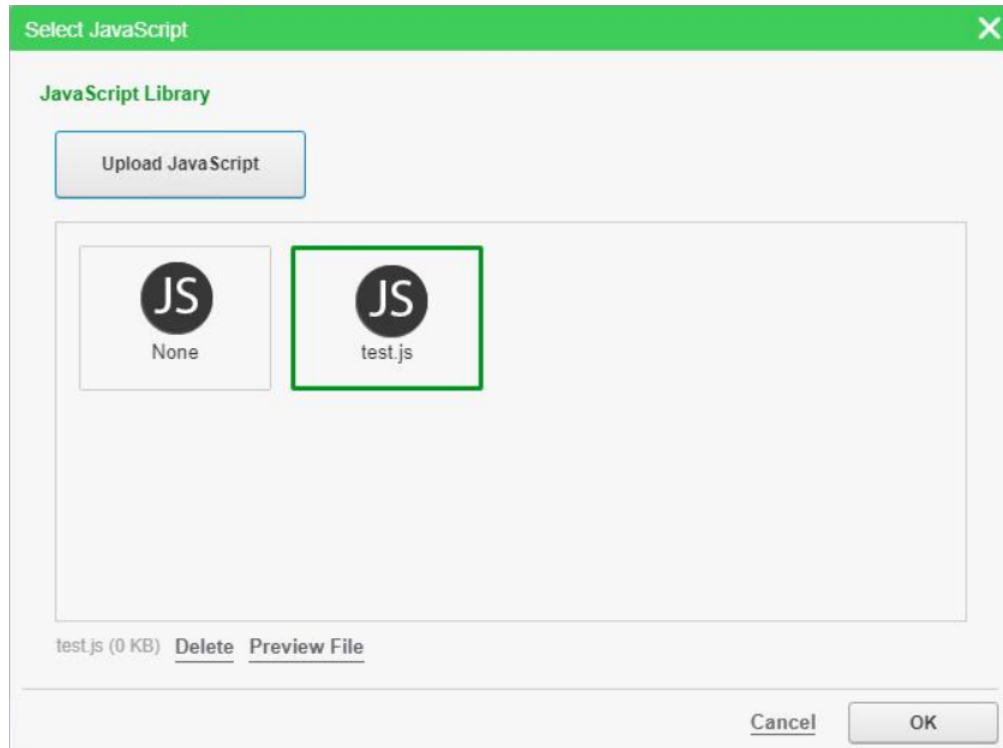 Select JavaScript
JavaScript Library
Upload JavaScript
JS JS
None test.js
test.js (0 KB) Delete Preview File
Cancel OK